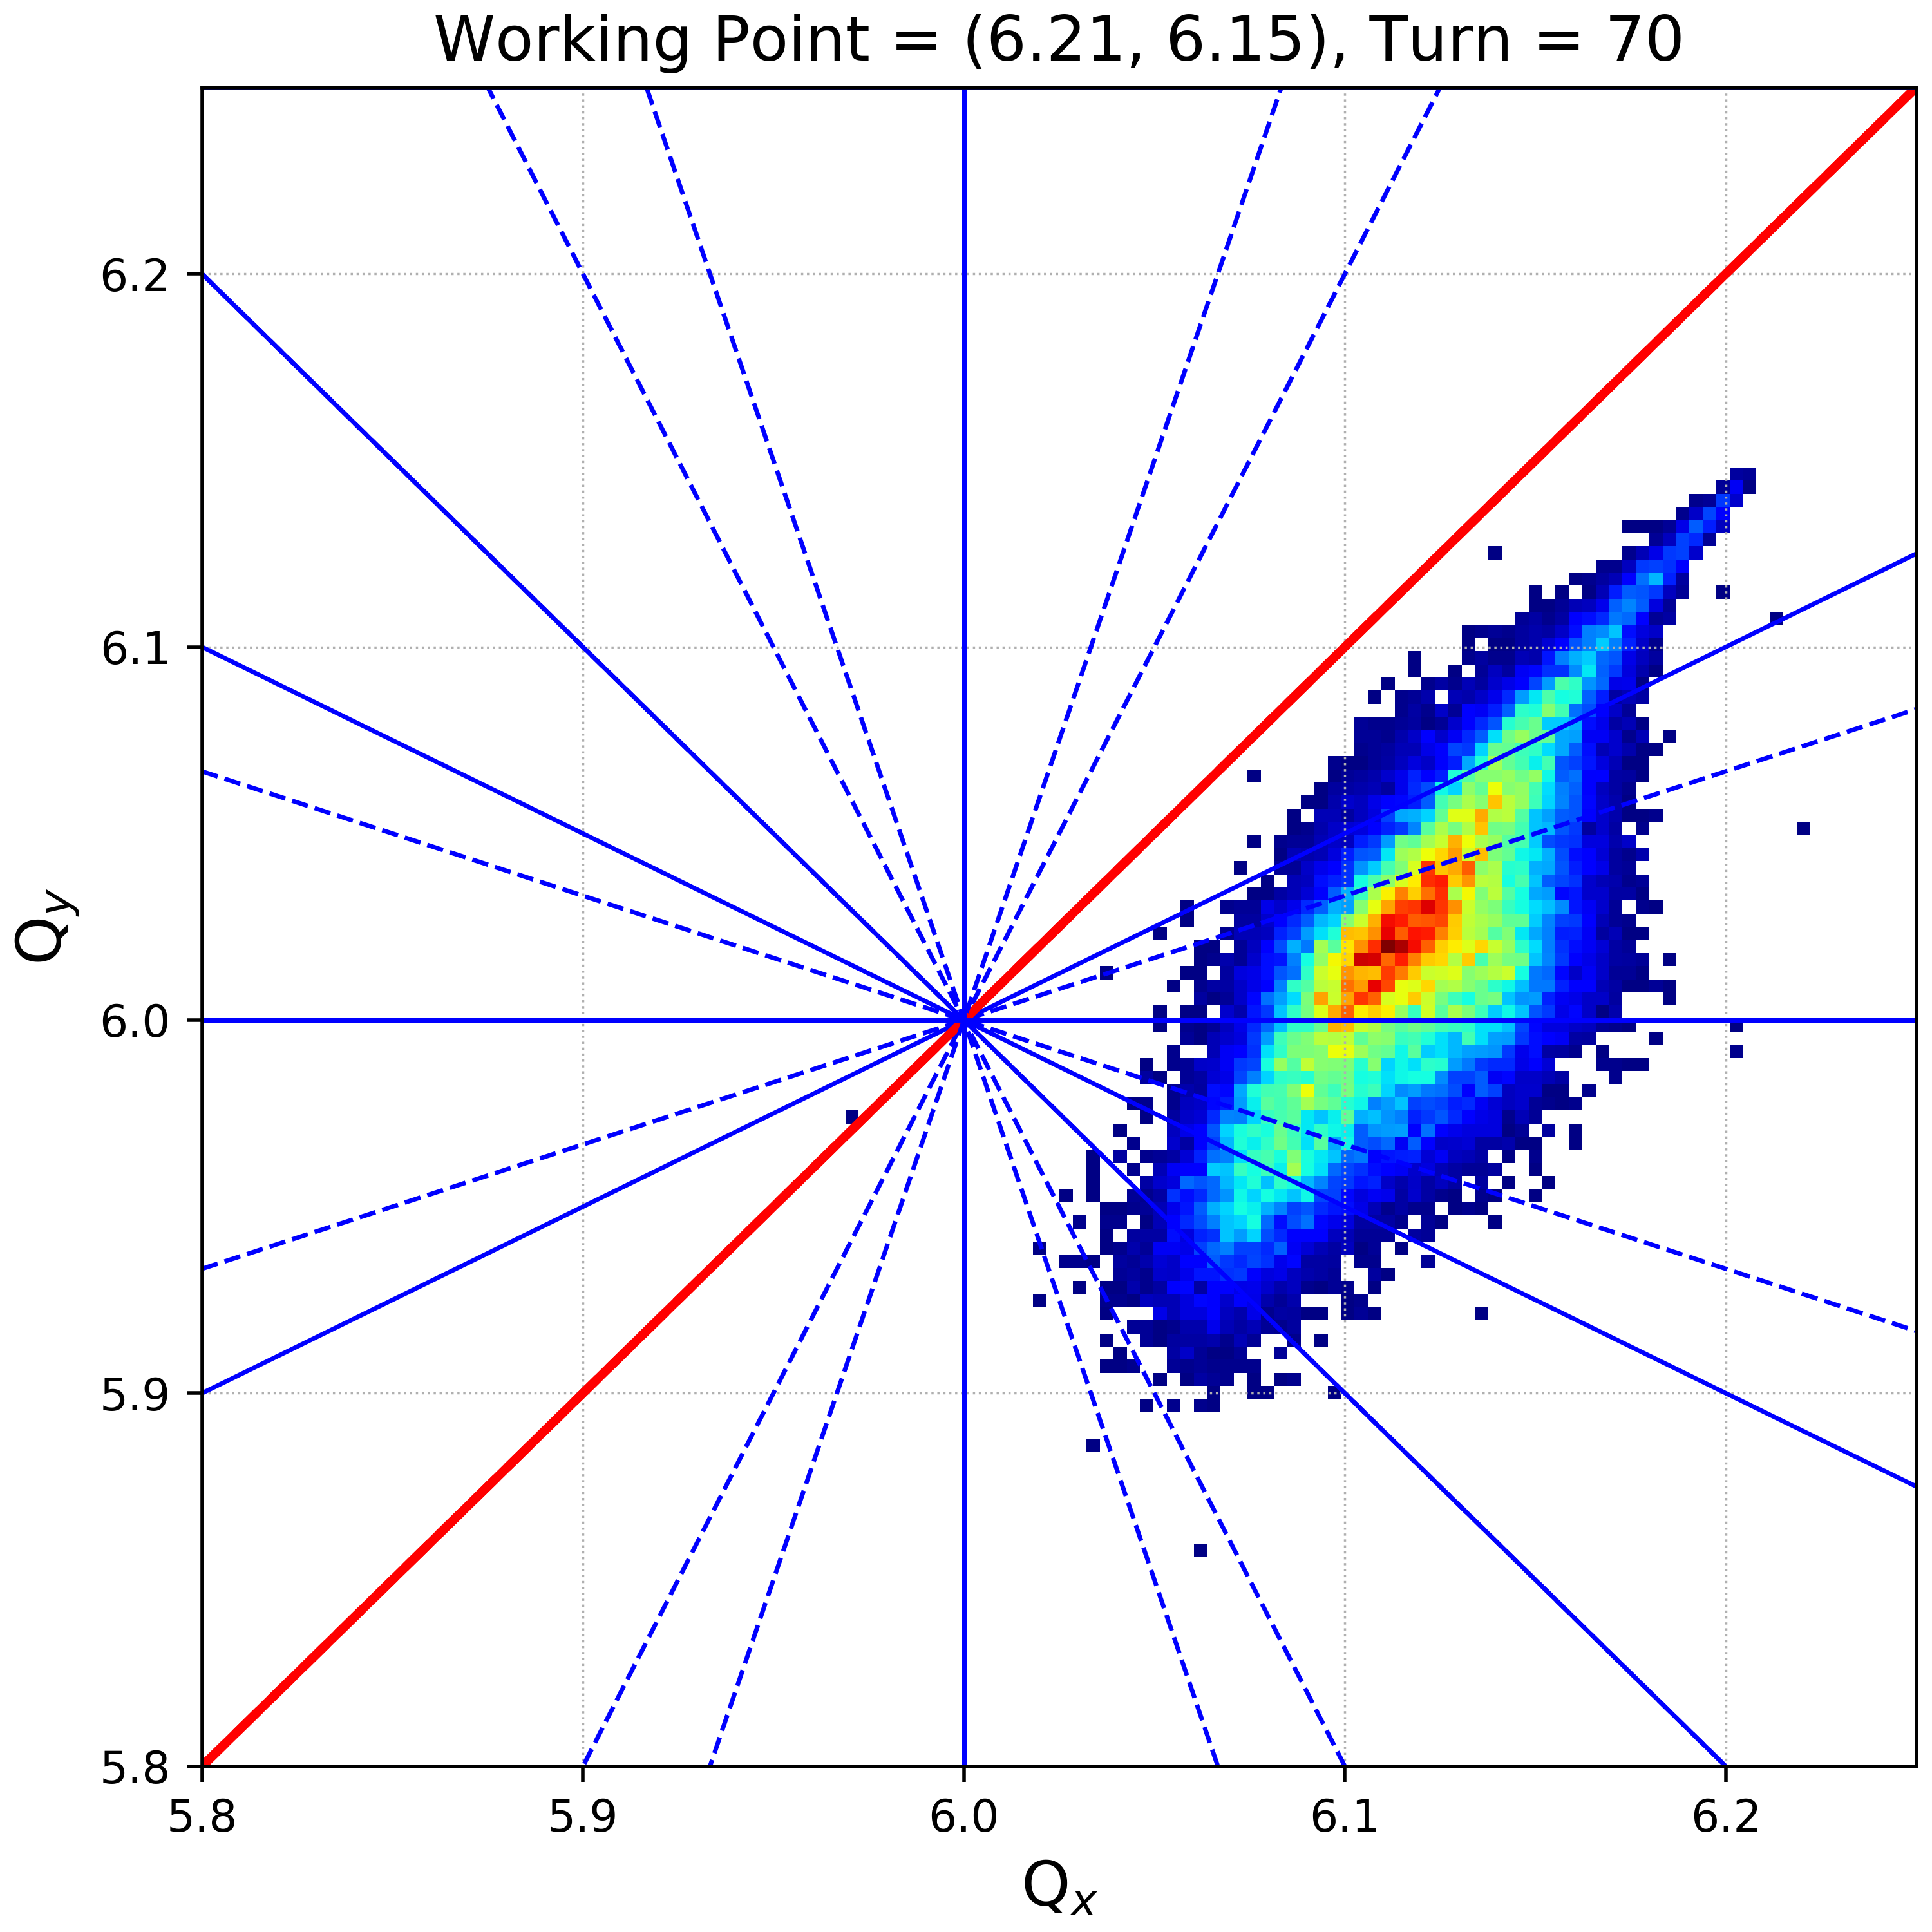 Working Point = (6.21, 6.15), Turn = 70
6.2
6.1
6.0
5.9
5.8
Qy
5.8 5.9 6.0 6.1 6.2
Qx